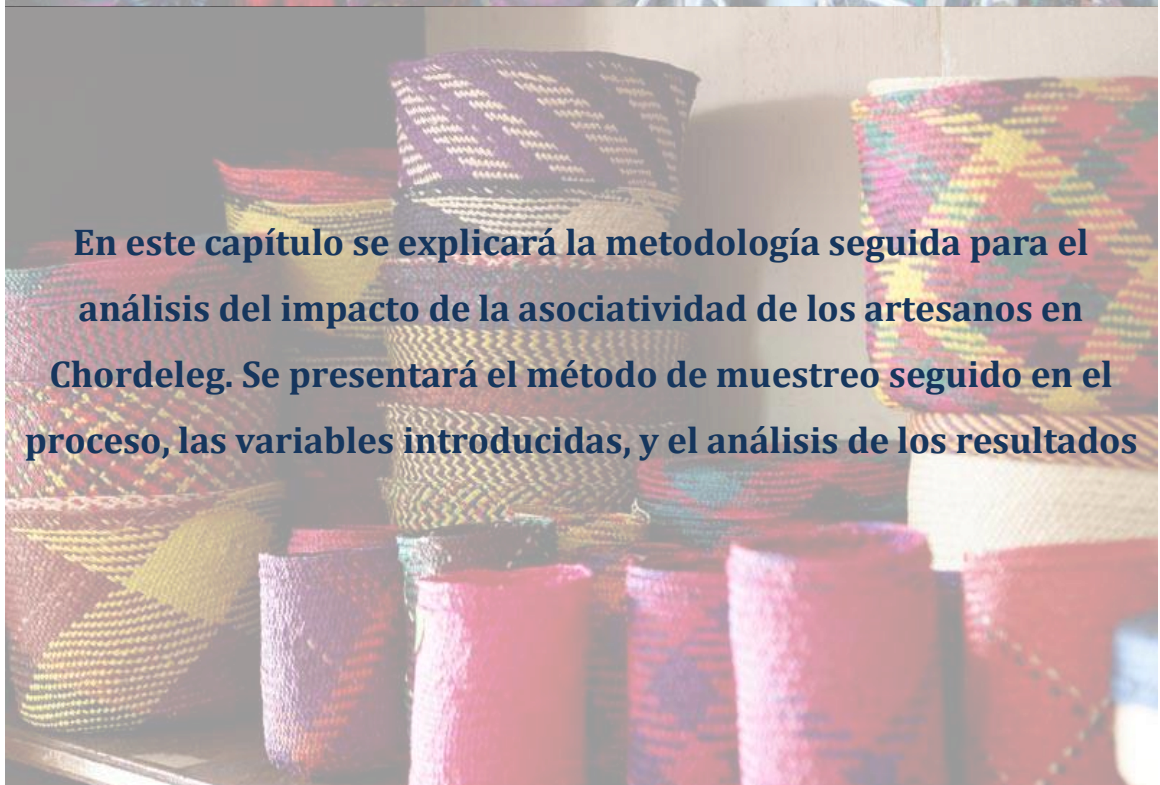 En este capítulo se explicará la metodología seguida para el
análisis del impacto de la asociatividad de los artesanos en
Chordeleg. Se presentará el método de muestreo seguido en el
proceso, las variables introducidas, y el análisis de los resultados